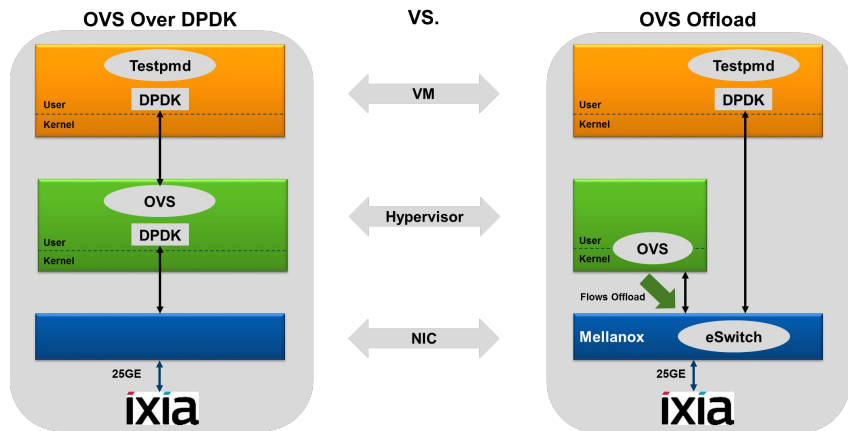 OVS Over DPDK
VS.
OVS Offload
Testpmd
DPDK
User
Kernel
VM
Testpmd
DPDK
User
Kernel
OVS
DPDK
User
Kernel
Hypervisor
User
OVS
Kernel
Flows Offload
NIC
Mellanox
eSwitch
25GE
ixia
25GE
ixia